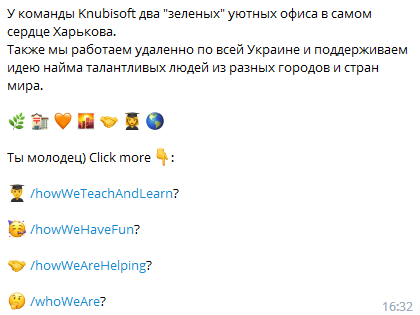 У команды Knubisoft два "зеленых" уютных офиса в самом
сердце Харькова.
Также мы работаем удаленно по всей Украине и поддерживаем
идею найма талантливых людей из разных городов и стран
мира.
🌿 🏣 🧡 🌇 🤝 👩‍🎓 🌎
Ты молодец) Click more 👇:
👨‍🎓 /howWeTeachAndLearn?
🥳 /howWeHaveFun?
🤝 /howWeAreHelping?
🤔 /whoWeAre?
16:32